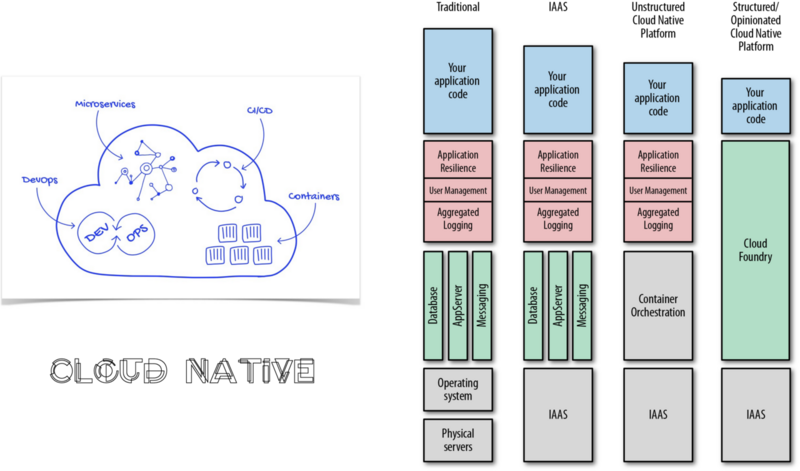 Microservices
CI/CD
DevOps
Containers
DEV
OPS
CLOUD NATIVE
Traditional
Your
application
code
Application
Resilience
User Management
Aggregated
Logging
Database
AppServer
Messaging
Operating
system
Physical
servers
IAAS
Your
application
code
Application
Resilience
User Management
Aggregated
Logging
Database
AppServer
Messaging
IAAS
Unstructured
Cloud Native
Platform
Your
application
code
Application
Resilience
User Management
Aggregated
Logging
Container
Orchestration
IAAS
Structured/
Opinionated
Cloud Native
Platform
Your
application
code
Cloud
Foundry
IAAS